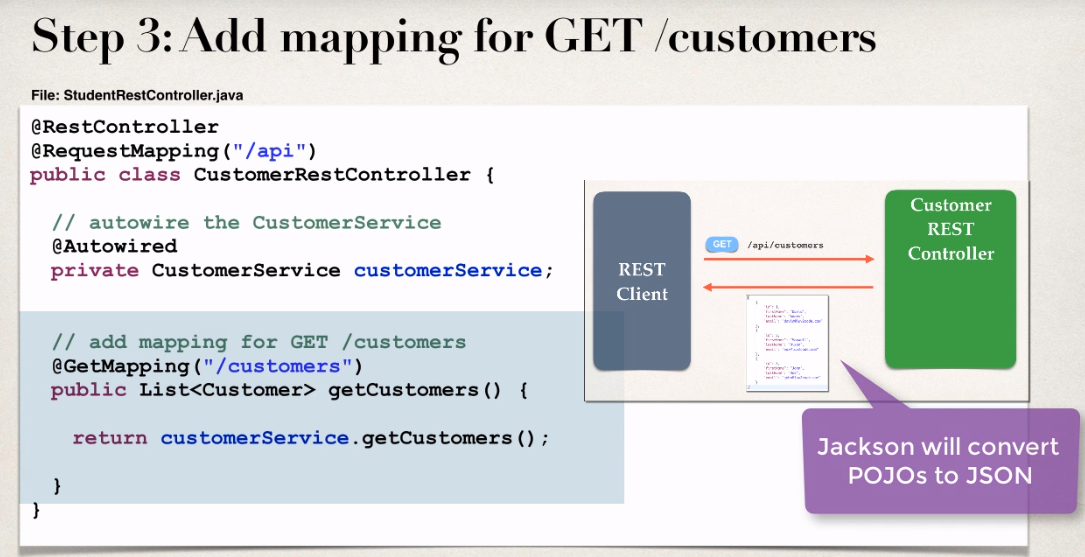 Step 3: Add mapping for GET /customers
File: StudentRestController.java
@RestController
@RequestMapping("/api")
public class CustomerRestController {
// autowire the CustomerService
@Autowired
private CustomerService customerService;
// add mapping for GET /customers
@GetMapping("/customers")
public List<Customer> getCustomers() {
return customerService.getCustomers();
}
}
REST
Client
GET /api/customers
Customer
REST
Controller
Jackson will convert
POJOs to JSON